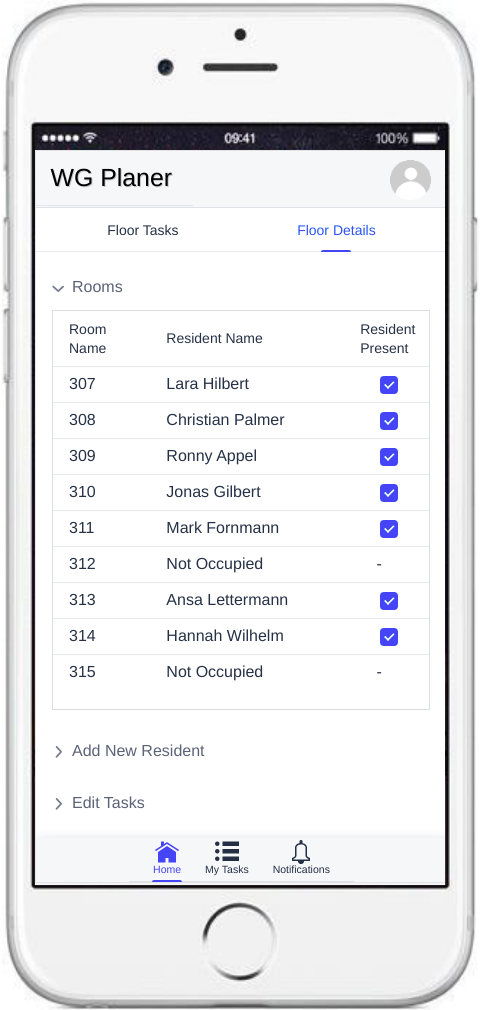 09:41
100%
WG Planer
Floor Tasks
Floor Details
Rooms
Room Name
Resident Name
Resident Present
307 Lara Hilbert
308 Christian Palmer
309 Ronny Appel
310 Jonas Gilbert
311 Mark Fornmann
312 Not Occupied -
313 Ansa Lettermann
314 Hannah Wilhelm
315 Not Occupied -
Add New Resident
Edit Tasks
Home
My Tasks
Notifications